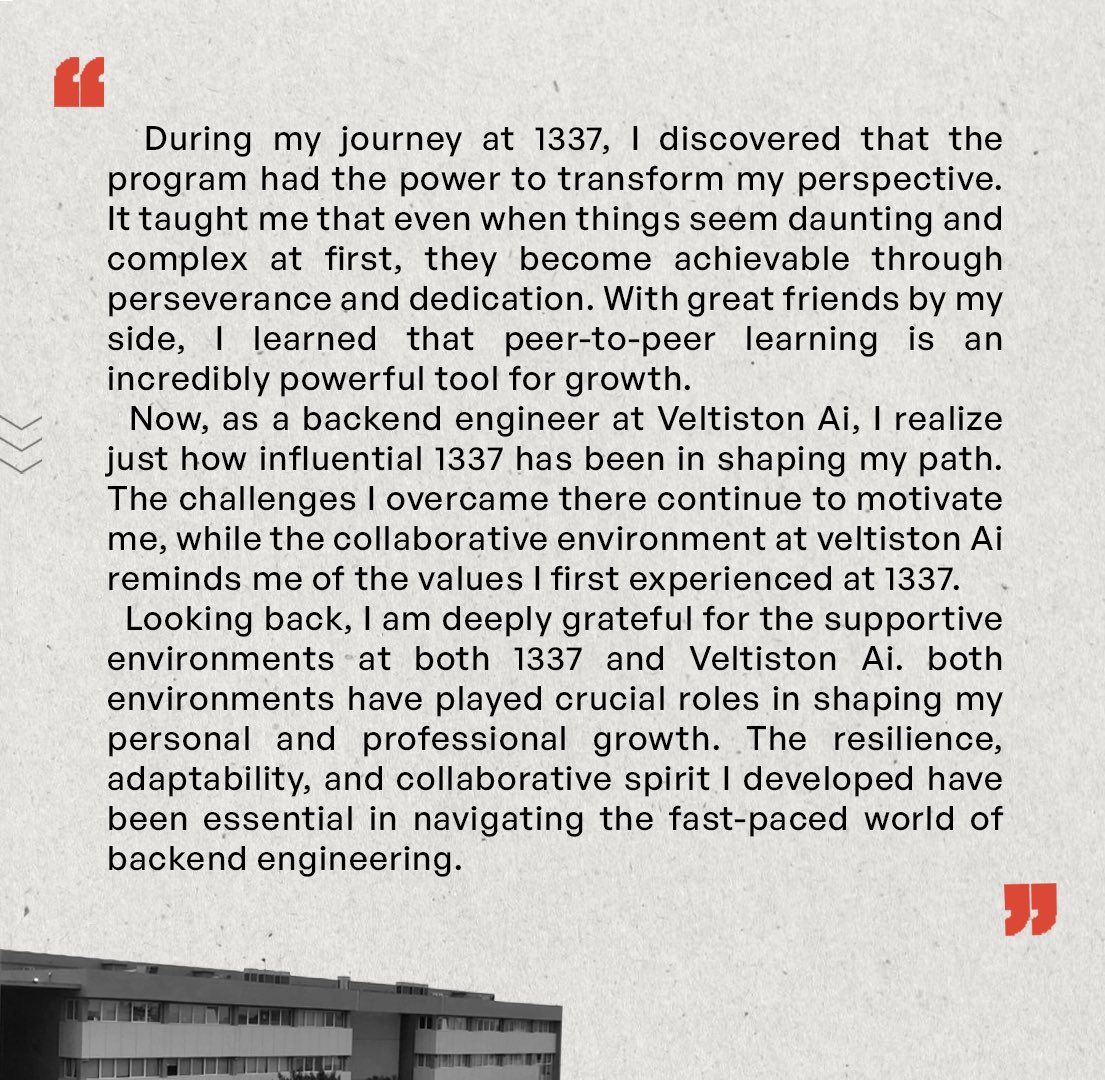 During my journey at 1337, I discovered that the
program had the power to transform my perspective.
It taught me that even when things seem daunting and
complex at first, they become achievable through
perseverance and dedication. With great friends by my
side, I learned that peer-to-peer learning is an
incredibly powerful tool for growth.
Now, as a backend engineer at Veltiston Ai, I realize
just how influential 1337 has been in shaping my path.
The challenges I overcame there continue to motivate
me, while the collaborative environment at veltiston Ai
reminds me of the values I first experienced at 1337.
Looking back, I am deeply grateful for the supportive
environments at both 1337 and Veltiston Ai. both
environments have played crucial roles in shaping my
personal and professional growth. The resilience,
adaptability, and collaborative spirit I developed have
been essential in navigating the fast-paced world of
backend engineering.